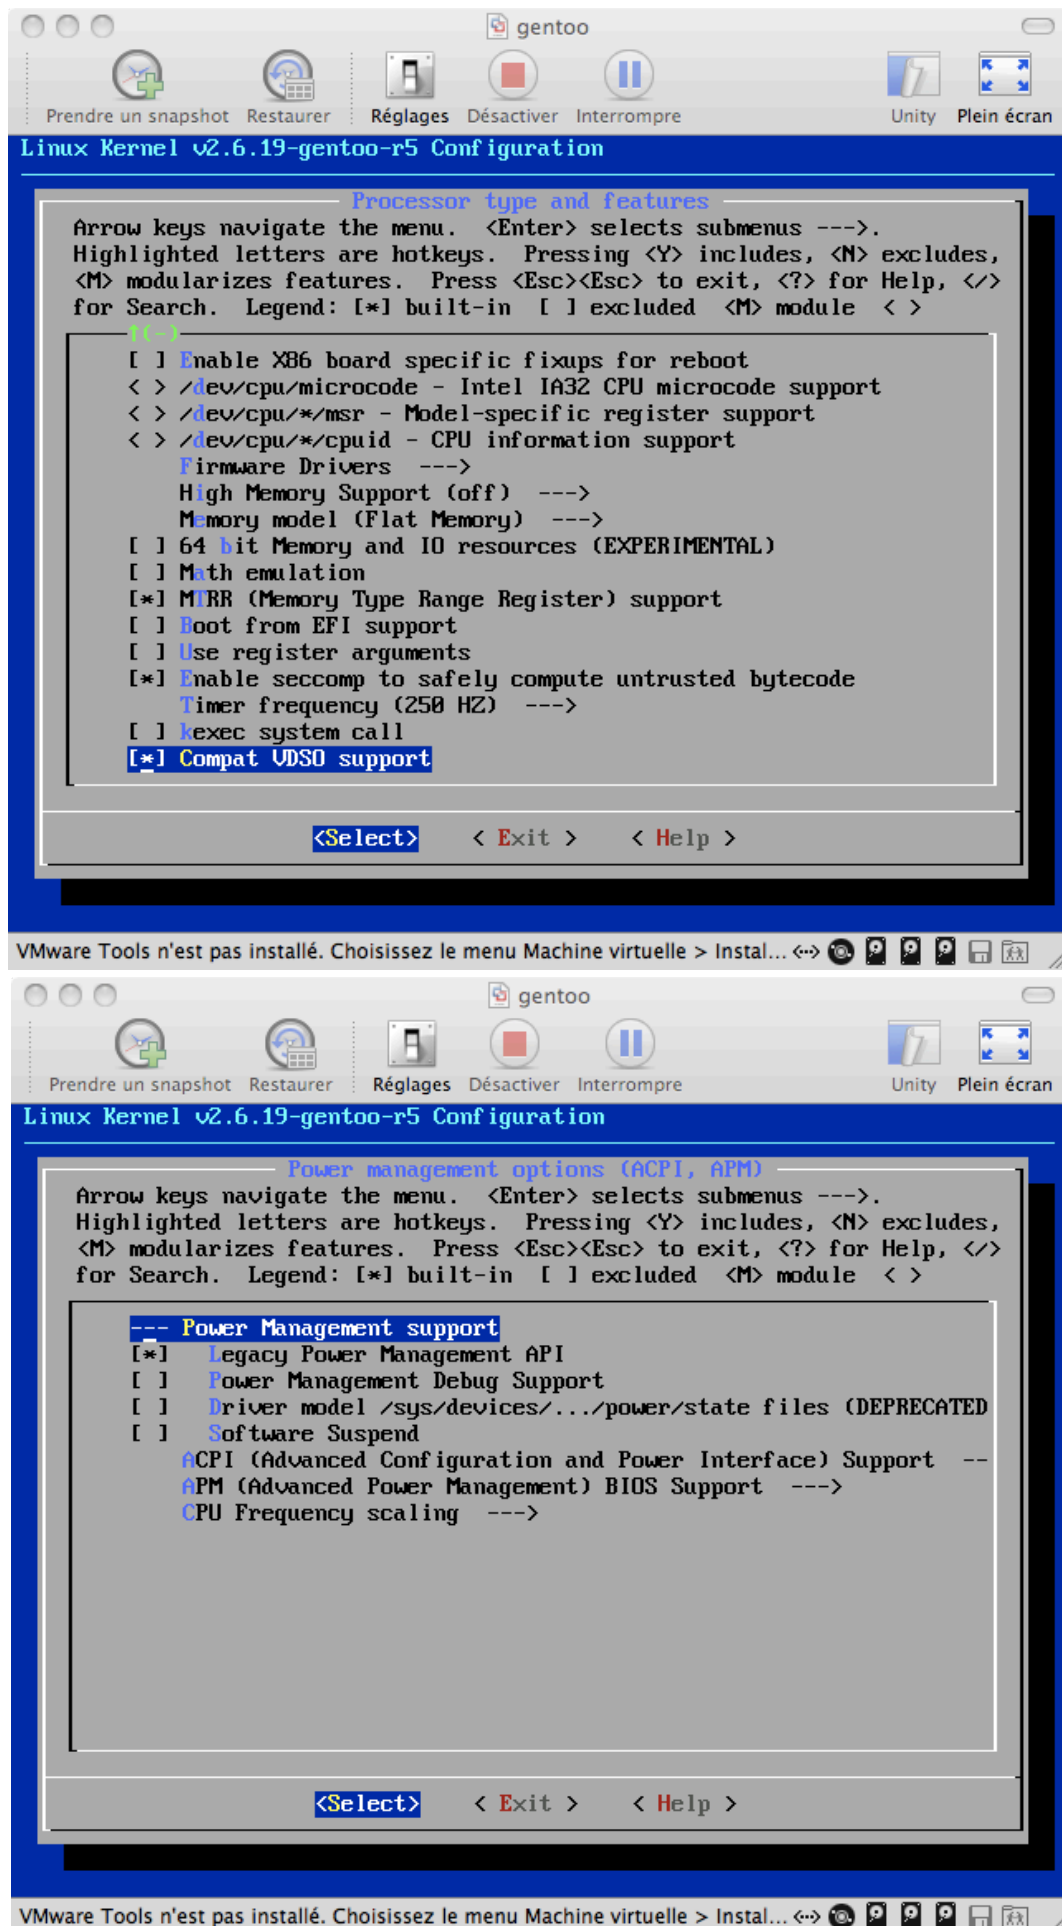 gentoo
Prendre un snapshot Restaurer Réglages Désactiver Interrompre Unity Plein écran
Linux Kernel v2.6.19-gentoo-r5 Configuration
Processor type and features
Arrow keys navigate the menu. <Enter> selects submenus --->.
Highlighted letters are hotkeys. Pressing <Y> includes, <N> excludes,
<M> modularizes features. Press <Esc><Esc> to exit, <?> for Help, </>
for Search. Legend: [*] built-in [ ] excluded <M> module < >
↑(-)
[ ] Enable X86 board specific fixups for reboot
< > /dev/cpu/microcode - Intel IA32 CPU microcode support
< > /dev/cpu/*/msr - Model-specific register support
< > /dev/cpu/*/cpuid - CPU information support
Firmware Drivers --->
High Memory Support (off) --->
Memory model (Flat Memory) --->
[ ] 64 bit Memory and IO resources (EXPERIMENTAL)
[ ] Math emulation
[*] MTRR (Memory Type Range Register) support
[ ] Boot from EFI support
[ ] Use register arguments
[*] Enable seccomp to safely compute untrusted bytecode
Timer frequency (250 HZ) --->
[ ] kexec system call
[*] Compat VDSO support
<Select> < Exit > < Help >
VMware Tools n'est pas installé. Choisissez le menu Machine virtuelle > Instal...
gentoo
Prendre un snapshot Restaurer Réglages Désactiver Interrompre Unity Plein écran
Linux Kernel v2.6.19-gentoo-r5 Configuration
Power management options (ACPI, APM)
Arrow keys navigate the menu. <Enter> selects submenus --->.
Highlighted letters are hotkeys. Pressing <Y> includes, <N> excludes,
<M> modularizes features. Press <Esc><Esc> to exit, <?> for Help, </>
for Search. Legend: [*] built-in [ ] excluded <M> module < >
--- Power Management support
[*] Legacy Power Management API
[ ] Power Management Debug Support
[ ] Driver model /sys/devices/.../power/state files (DEPRECATED
[ ] Software Suspend
ACPI (Advanced Configuration and Power Interface) Support --
APM (Advanced Power Management) BIOS Support --->
CPU Frequency scaling --->
<Select> < Exit > < Help >
VMware Tools n'est pas installé. Choisissez le menu Machine virtuelle > Instal...